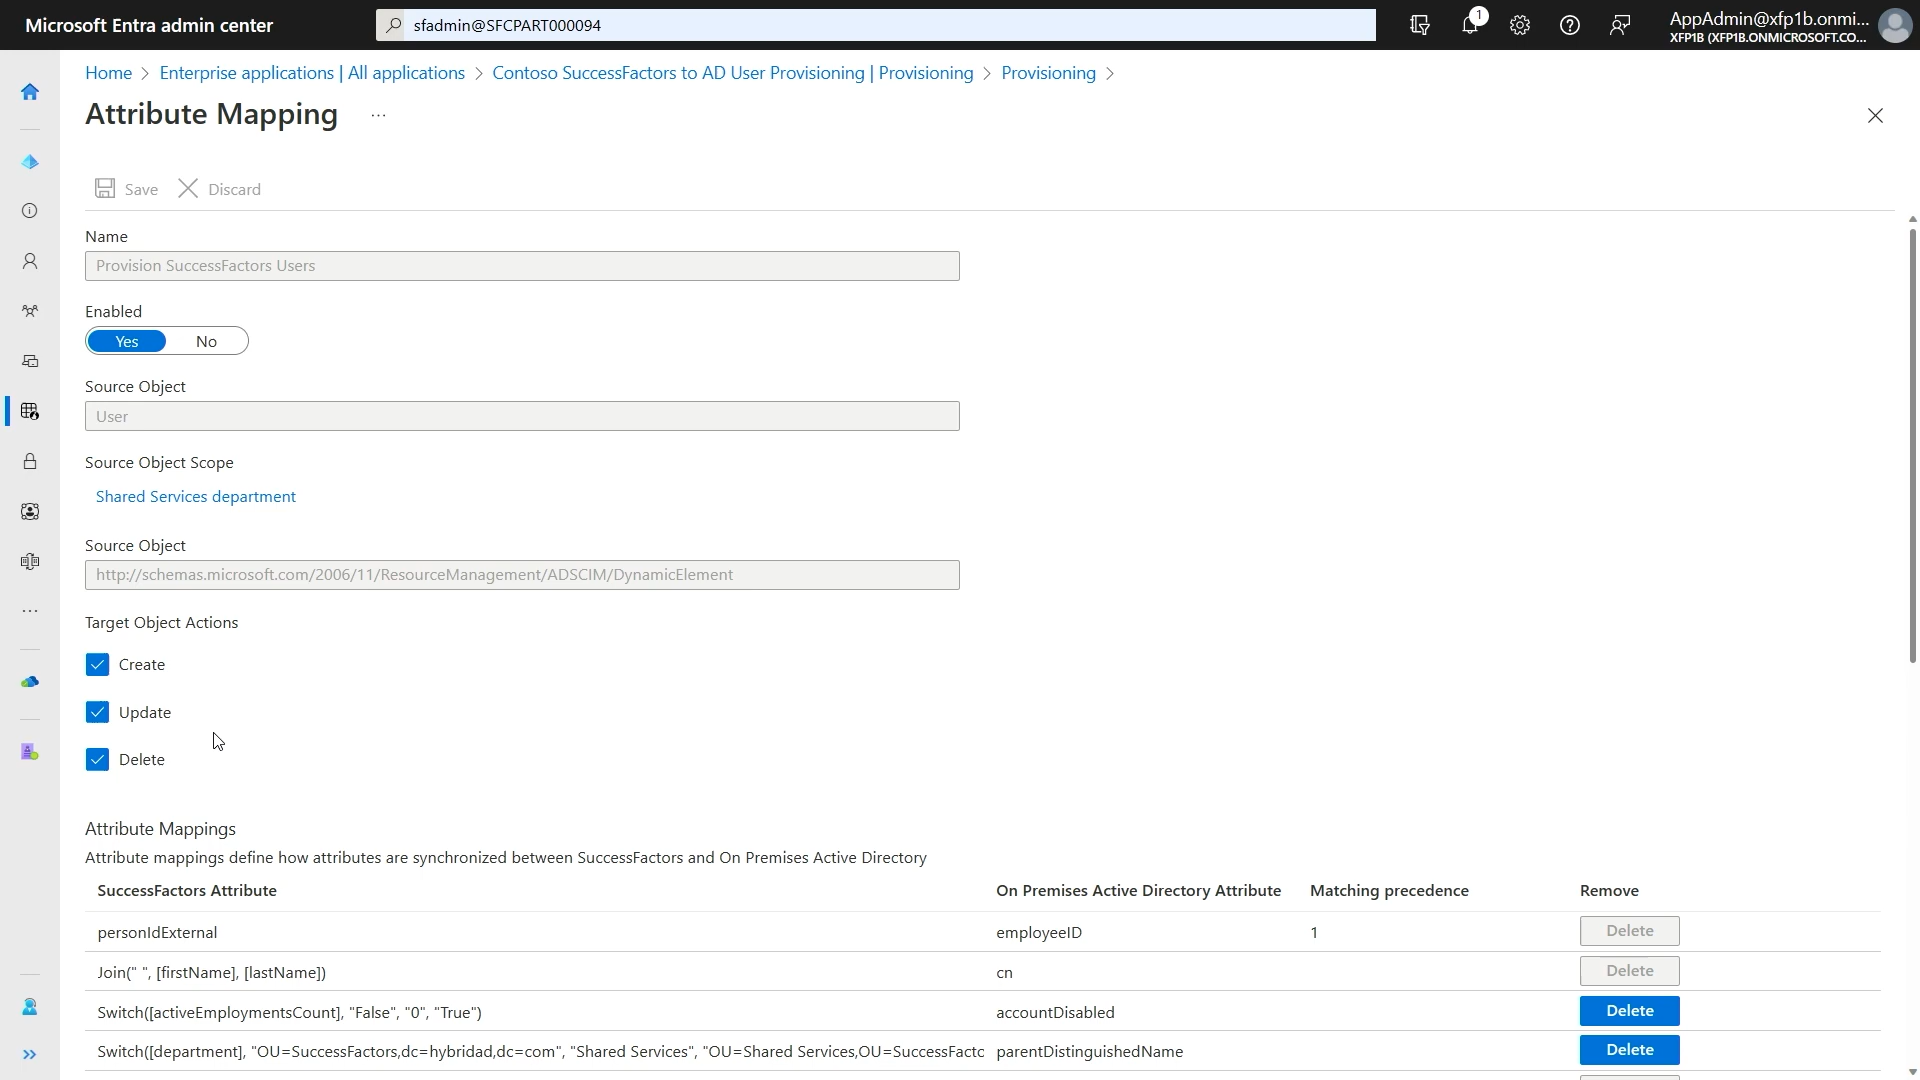 Microsoft Entra admin center
sfadmin@SFCPART000094
1
AppAdmin@xfp1b.onmi...
XFP1B (XFP1B.ONMICROSOFT.CO...
Home > Enterprise applications | All applications > Contoso SuccessFactors to AD User Provisioning | Provisioning > Provisioning >
Attribute Mapping ...
Save Discard
Name
Provision SuccessFactors Users
Enabled
Yes No
Source Object
User
Source Object Scope
Shared Services department
Source Object
http://schemas.microsoft.com/2006/11/ResourceManagement/ADSCIM/DynamicElement
Target Object Actions
Create
Update
Delete
Attribute Mappings
Attribute mappings define how attributes are synchronized between SuccessFactors and On Premises Active Directory
SuccessFactors Attribute On Premises Active Directory Attribute Matching precedence Remove
personIdExternal employeeID 1 Delete
Join(" ", [firstName], [lastName]) cn Delete
Switch([activeEmploymentsCount], "False", "0", "True") accountDisabled Delete
Switch([department], "OU=SuccessFactors,dc=hybridad,dc=com", "Shared Services", "OU=Shared Services,OU=SuccessFactc parentDistinguishedName Delete